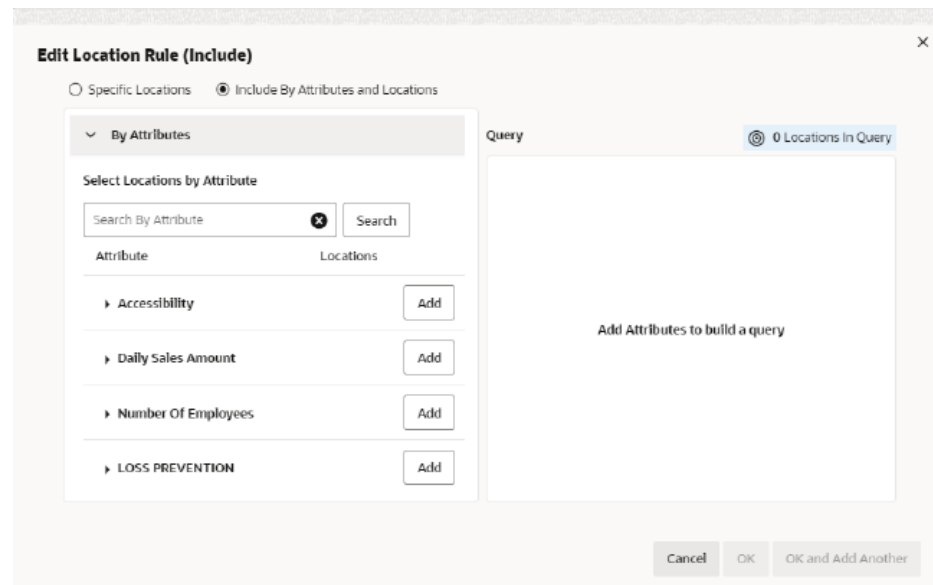 Edit Location Rule (Include)
Specific Locations Include By Attributes and Locations
By Attributes
Query
0 Locations In Query
Select Locations by Attribute
Search By Attribute
Search
Attribute Locations
Accessibility Add
Daily Sales Amount Add
Number Of Employees Add
LOSS PREVENTION Add
Add Attributes to build a query
Cancel OK OK and Add Another